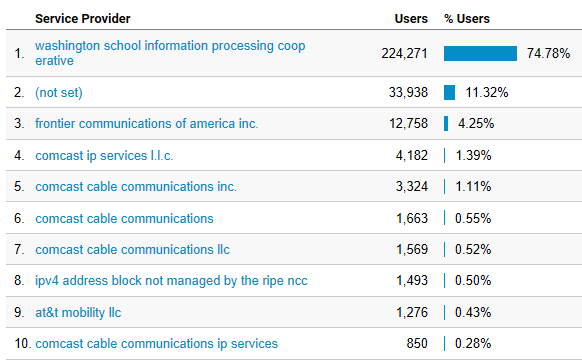 Service Provider Users % Users
1. washington school information processing coop
erative 224,271 74.78%
2. (not set) 33,938 11.32%
3. frontier communications of america inc. 12,758 4.25%
4. comcast ip services l.l.c. 4,182 1.39%
5. comcast cable communications inc. 3,324 1.11%
6. comcast cable communications 1,663 0.55%
7. comcast cable communications llc 1,569 0.52%
8. ipv4 address block not managed by the ripe ncc 1,493 0.50%
9. at&t mobility llc 1,276 0.43%
10. comcast cable communications ip services 850 0.28%